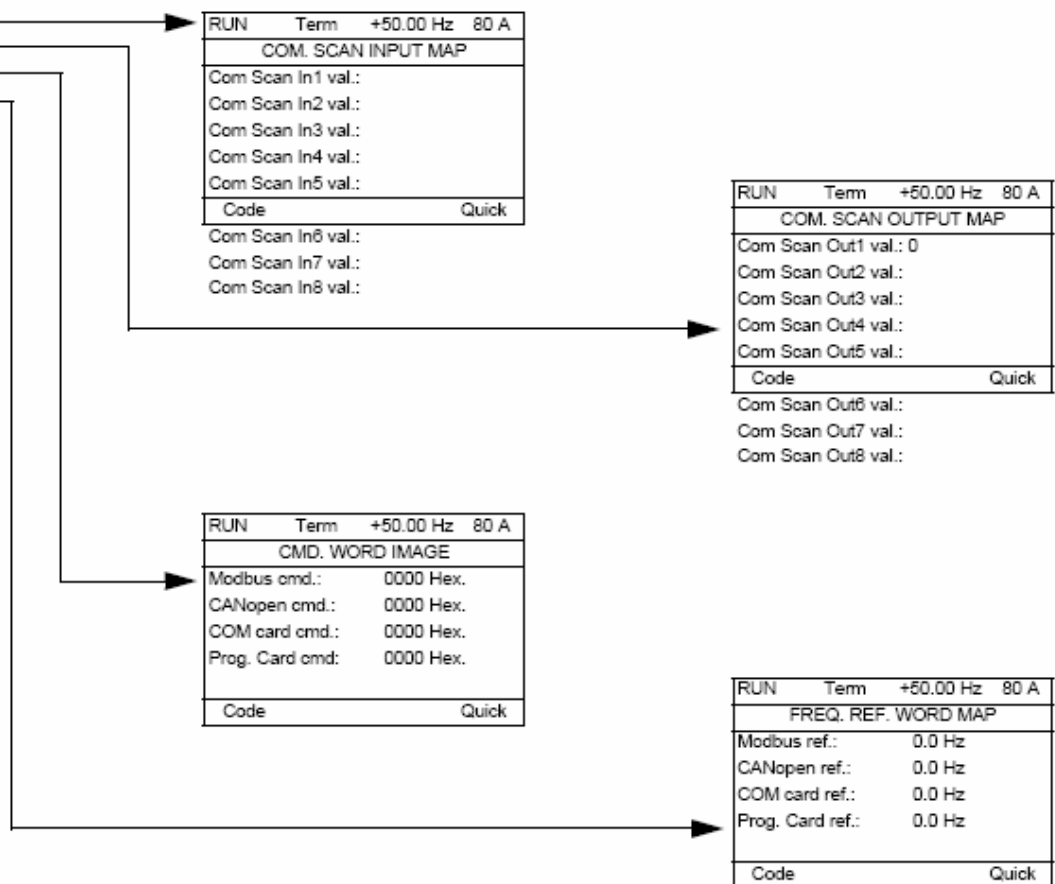 RUN Term +50.00 Hz 80 A
COM. SCAN INPUT MAP
Com Scan In1 val.:
Com Scan In2 val.:
Com Scan In3 val.:
Com Scan In4 val.:
Com Scan In5 val.:
Code Quick
Com Scan In6 val.:
Com Scan In7 val.:
Com Scan In8 val.:
RUN Term +50.00 Hz 80 A
COM. SCAN OUTPUT MAP
Com Scan Out1 val.: 0
Com Scan Out2 val.:
Com Scan Out3 val.:
Com Scan Out4 val.:
Com Scan Out5 val.:
Code Quick
Com Scan Out6 val.:
Com Scan Out7 val.:
Com Scan Out8 val.:
RUN Term +50.00 Hz 80 A
CMD. WORD IMAGE
Modbus cmd.: 0000 Hex.
CANopen cmd.: 0000 Hex.
COM card cmd.: 0000 Hex.
Prog. Card cmd: 0000 Hex.
Code Quick
RUN Term +50.00 Hz 80 A
FREQ. REF. WORD MAP
Modbus ref.: 0.0 Hz
CANopen ref.: 0.0 Hz
COM card ref.: 0.0 Hz
Prog. Card ref.: 0.0 Hz
Code Quick